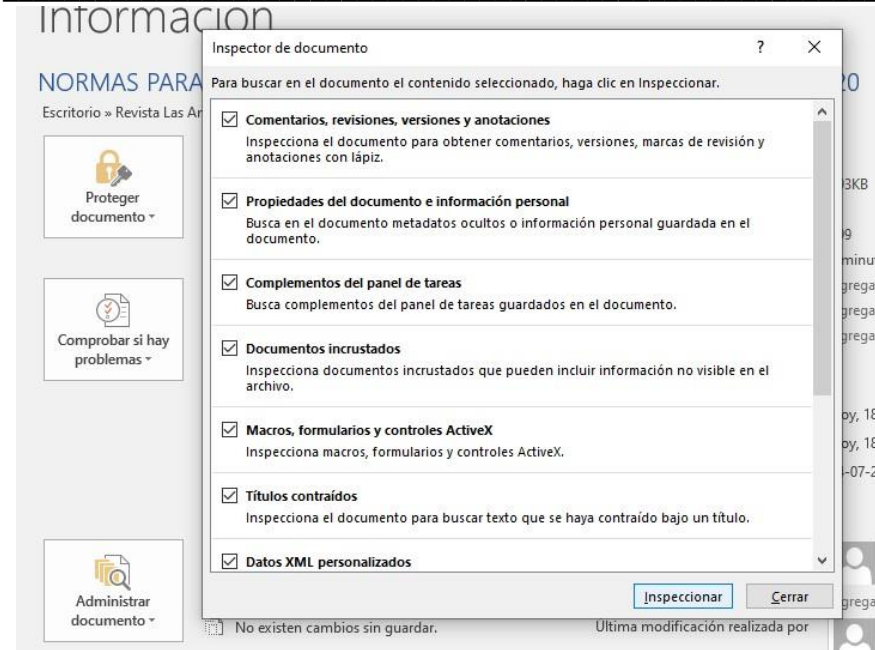 Información
Inspector de documento
NORMAS PARA
20
Para buscar en el documento el contenido seleccionado, haga clic en Inspeccionar.
Escritorio » Revista Las
Comentarios, revisiones, versiones y anotaciones
Inspecciona el documento para obtener comentarios, versiones, marcas de revisión y
anotaciones con lápiz.
Proteger
documento
Propiedades del documento e información personal
Busca en el documento metadatos ocultos o información personal guardada en el
documento.
Complementos del panel de tareas
Busca complementos del panel de tareas guardados en el documento.
Comprobar si hay
problemas
Documentos incrustados
Inspecciona documentos incrustados que pueden incluir información no visible en el
archivo.
Macros, formularios y controles ActiveX
Inspecciona macros, formularios y controles ActiveX.
Títulos contraídos
Inspecciona el documento para buscar texto que se haya contraído bajo un título.
Datos XML personalizados
Inspeccionar
Cerrar
Administrar
documento
No existen cambios sin guardar.
Última modificación realizada por